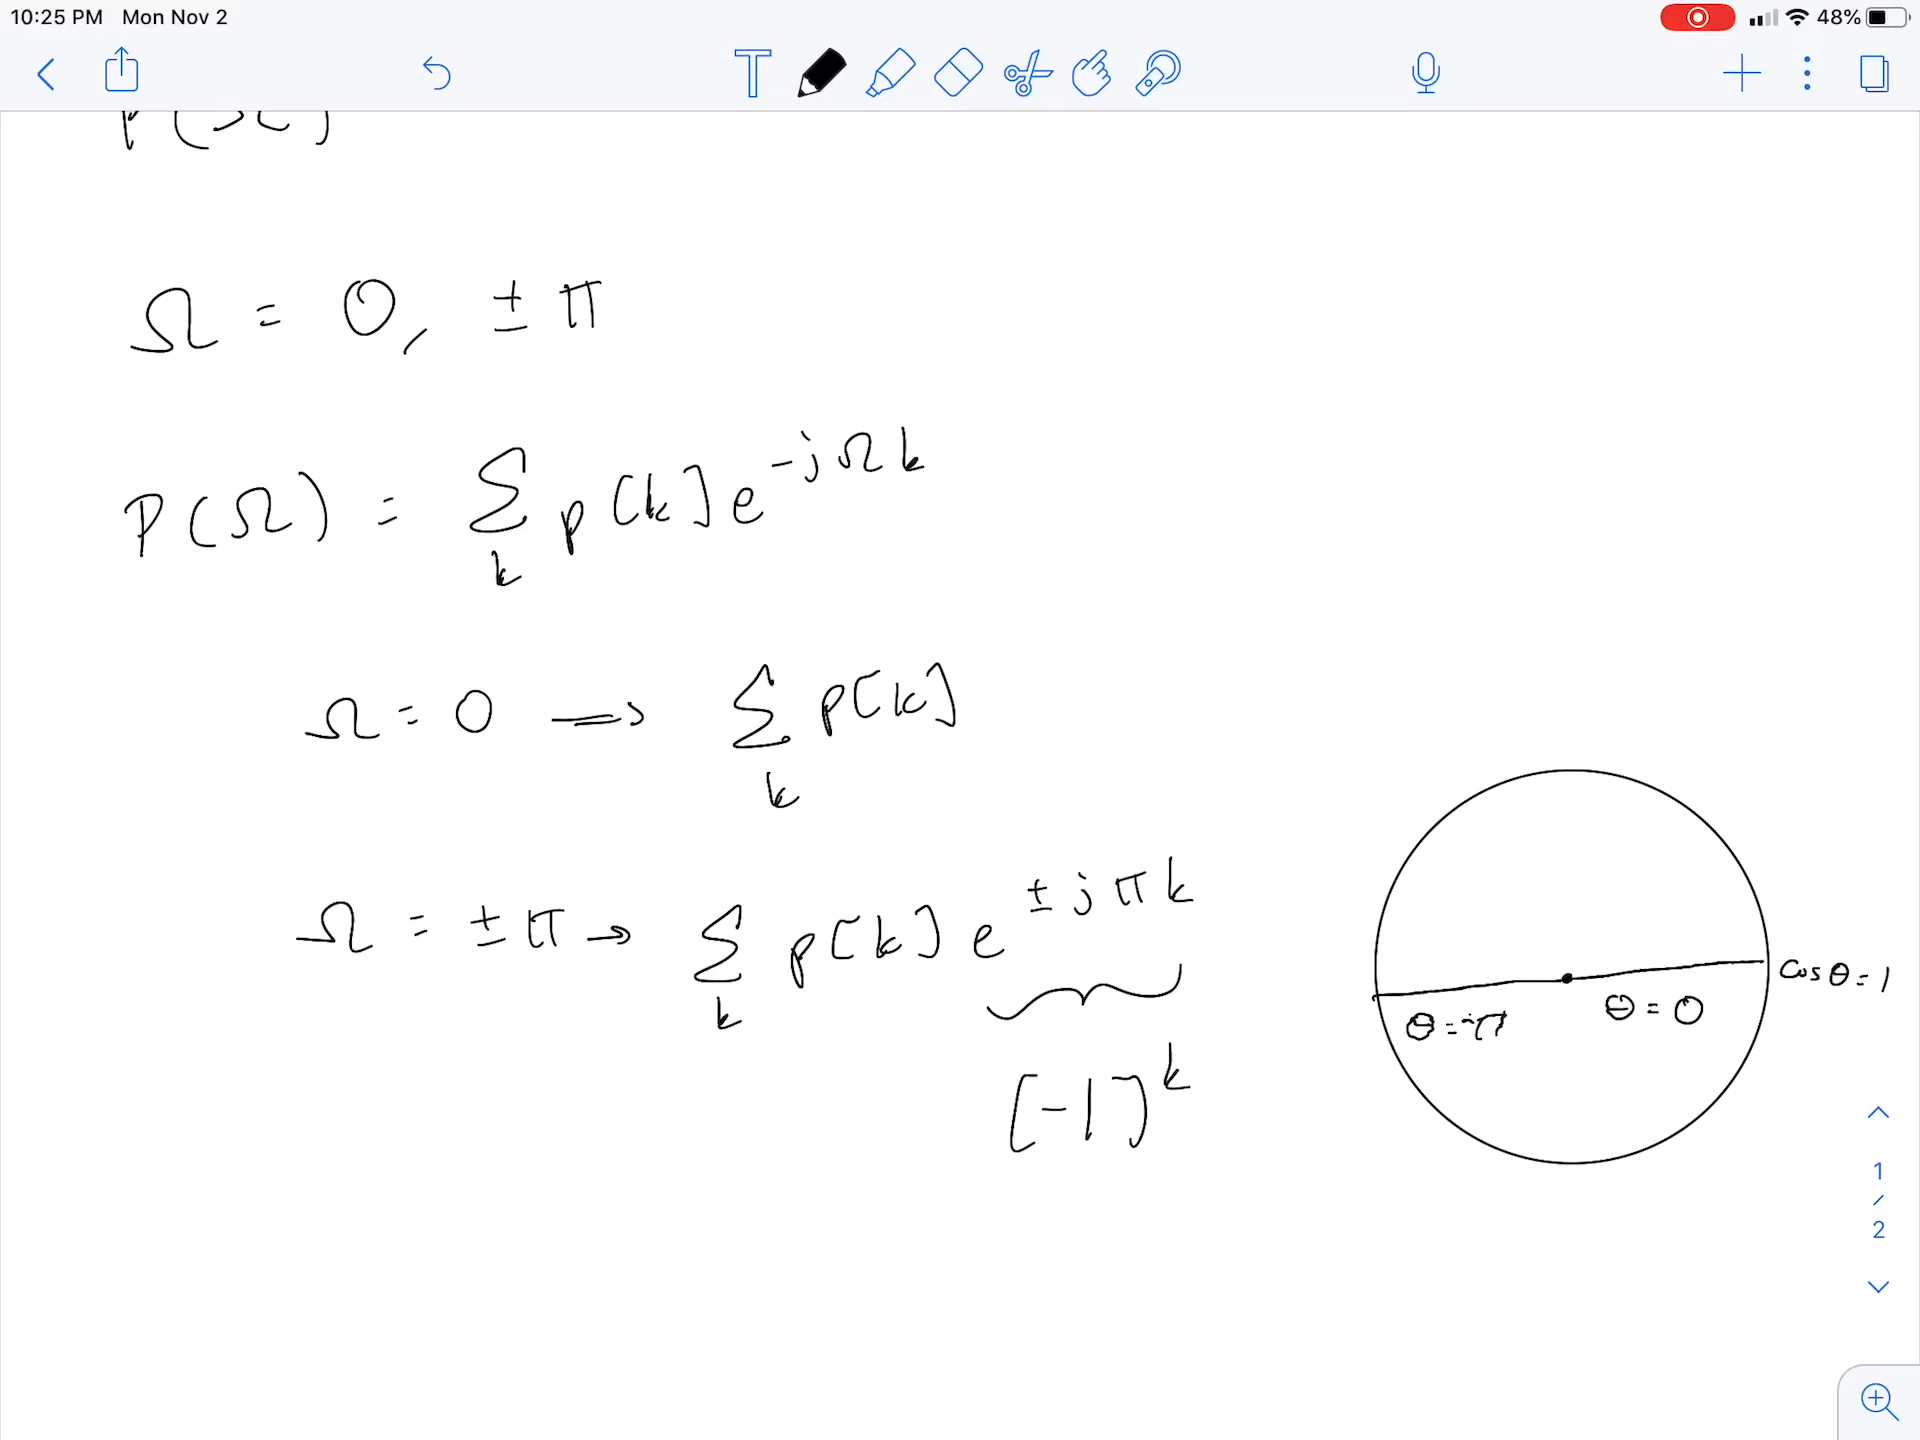 10:25 PM Mon Nov 2 48%
T
P(Ω)
Ω = 0, ± π
P(Ω) = Σ_k p[k] e^{-jΩk}
Ω = 0 ⟹ Σ_k p[k]
Ω = ± π → Σ_k p[k] e^{± jπk}
[-1]^k
cos θ = 1
θ = 0
1
/
2